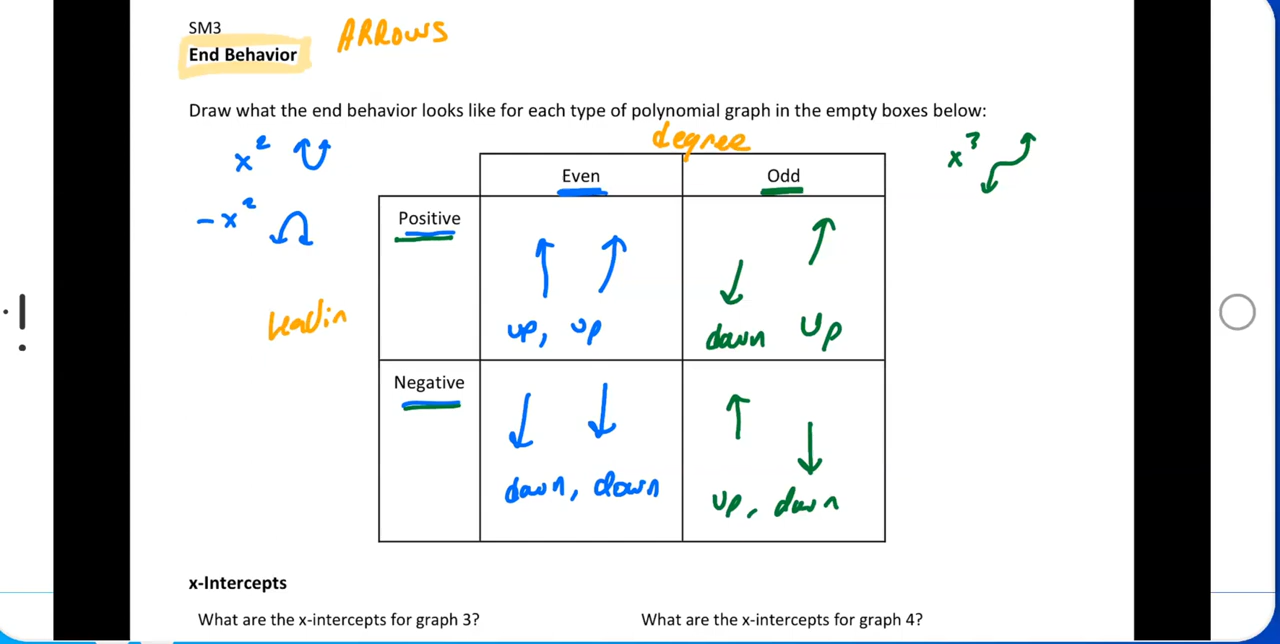 SM3
ARROWS
End Behavior
Draw what the end behavior looks like for each type of polynomial graph in the empty boxes below:
degree
x²
x³
Even Odd
-x²
Positive
Leadin
up, up
down up
Negative
down, down
up, down
x-Intercepts
What are the x-intercepts for graph 3? What are the x-intercepts for graph 4?